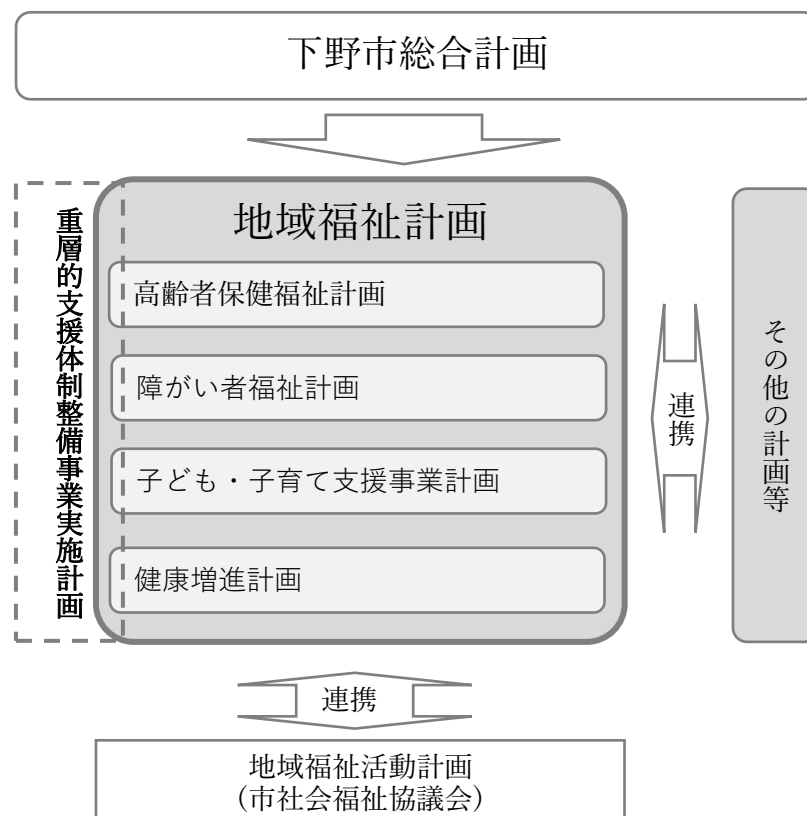 下野市総合計画
重層的支援体制整備事業実施計画
地域福祉計画
高齢者保健福祉計画
障がい者福祉計画
子ども・子育て支援事業計画
健康増進計画
連携
その他の計画等
連携
地域福祉活動計画
(市社会福祉協議会)